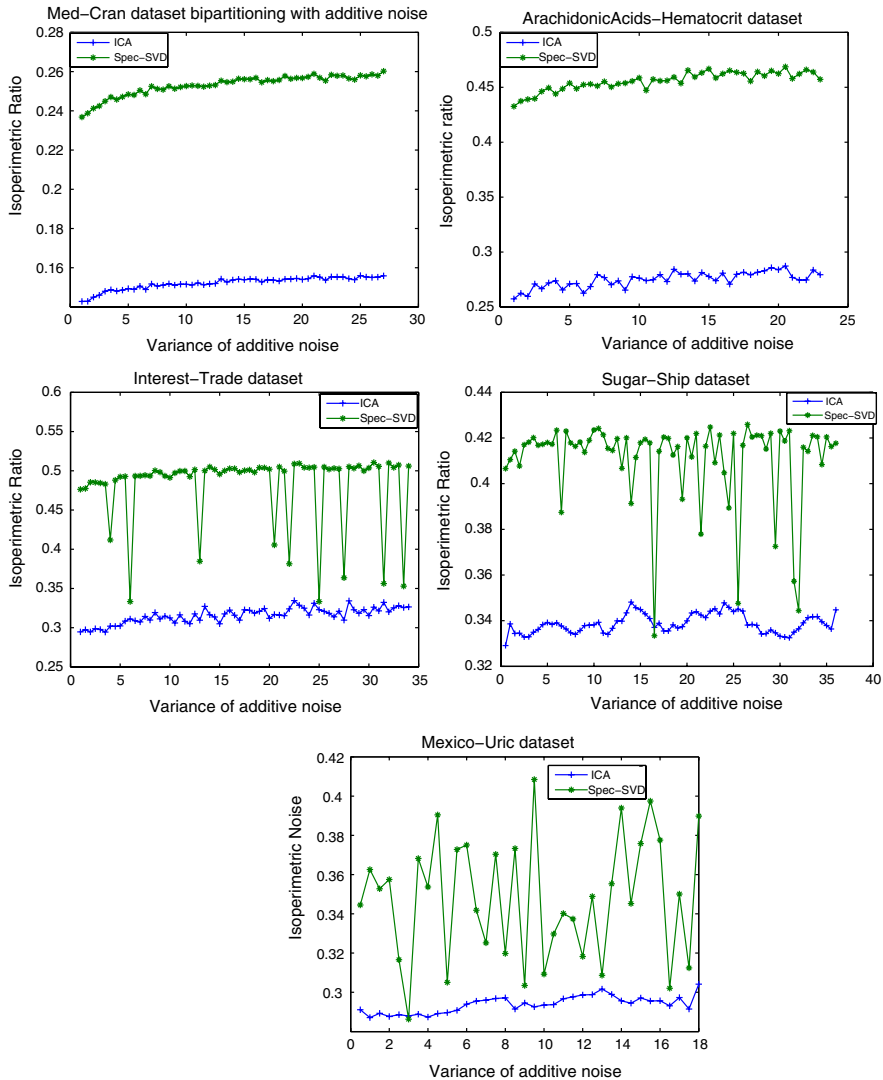 Med−Cran dataset bipartitioning with additive noise
0.28
0.26
0.24
0.22
0.2
0.18
0.16
Isoperimetric Ratio
ICA
Spec−SVD
0 5 10 15 20 25 30
Variance of additive noise
ArachidonicAcids−Hematocrit dataset
0.5
0.45
0.4
0.35
0.3
0.25
Isoperimetric ratio
ICA
Spec−SVD
0 5 10 15 20 25
Variance of additive noise
Interest−Trade dataset
0.6
0.55
0.5
0.45
0.4
0.35
0.3
0.25
Isoperimetric Ratio
ICA
Spec−SVD
0 5 10 15 20 25 30 35
Variance of additive noise
Sugar−Ship dataset
0.44
0.42
0.4
0.38
0.36
0.34
0.32
Isoperimetric Ratio
ICA
Spec−SVD
0 5 10 15 20 25 30 35 40
Variance of additive noise
Mexico−Uric dataset
0.42
0.4
0.38
0.36
0.34
0.32
0.3
Isoperimetric Noise
ICA
Spec−SVD
0 2 4 6 8 10 12 14 16 18
Variance of additive noise